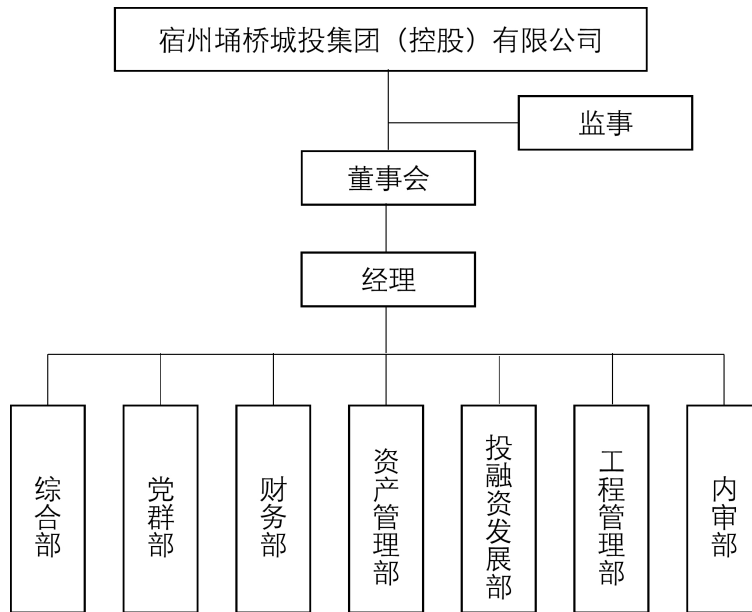 宿州埇桥城投集团（控股）有限公司
监事
董事会
经理
综合部
党群部
财务部
资产管理部
投融资发展部
工程管理部
内审部